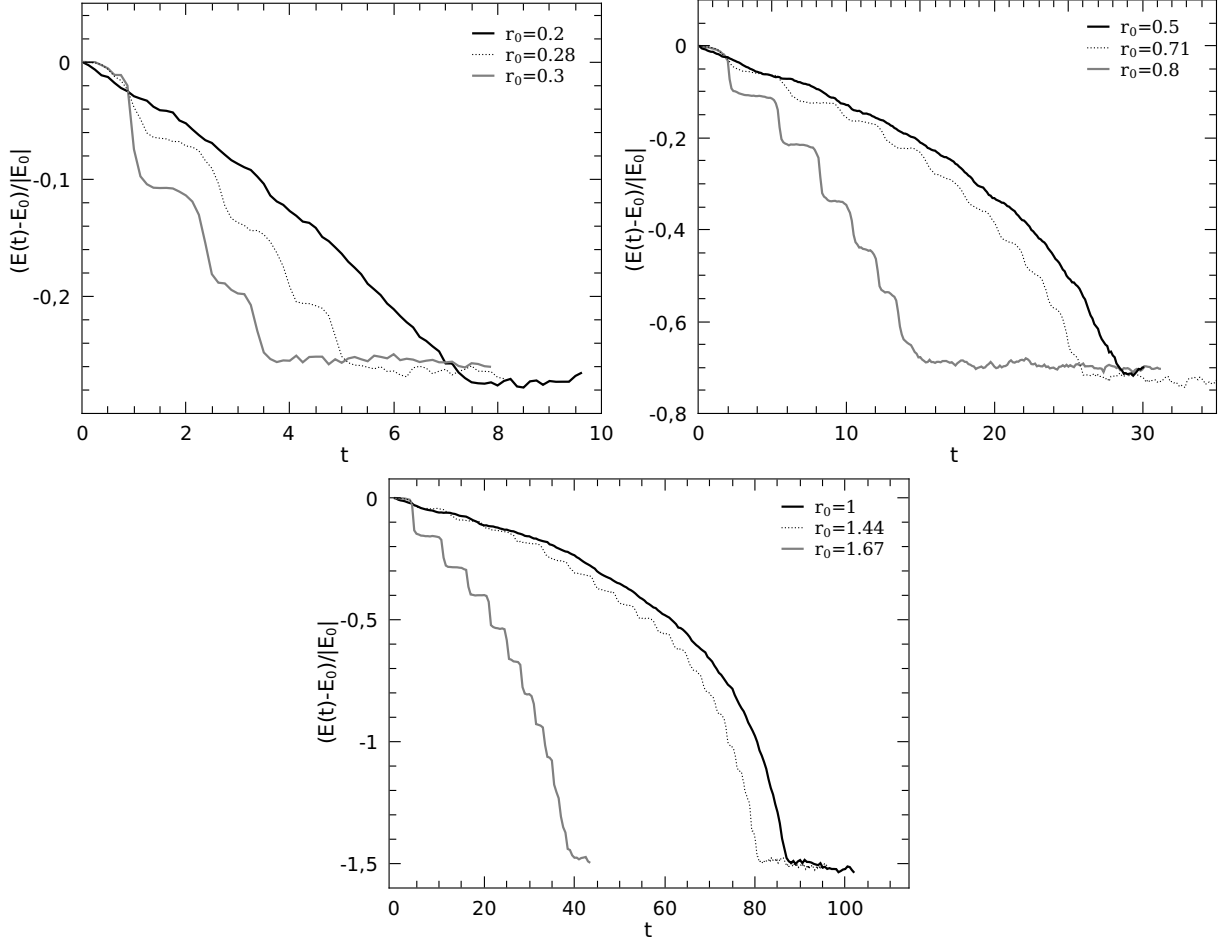 r0=0.2
r0=0.28
r0=0.3
0
-0,1
-0,2
(E(t)-E0)/|E0|
0 2 4 6 8 10
t
r0=0.5
r0=0.71
r0=0.8
0
-0,2
-0,4
-0,6
-0,8
(E(t)-E0)/|E0|
0 10 20 30
t
r0=1
r0=1.44
r0=1.67
0
-0,5
-1
-1,5
(E(t)-E0)/|E0|
0 20 40 60 80 100
t